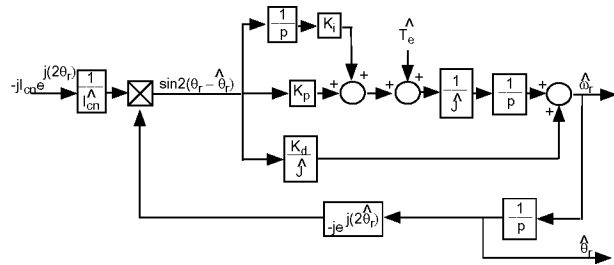 1/p
K_i
T̂_e
-jI_cn e^{j(2θ_r)}
1/Î_cn
sin2(θ_r - θ̂_r)
K_p
+
+
+
+
1/Ĵ
1/p
+
+
ω̂_r
K_d/Ĵ
-je^{j(2θ̂_r)}
1/p
θ̂_r